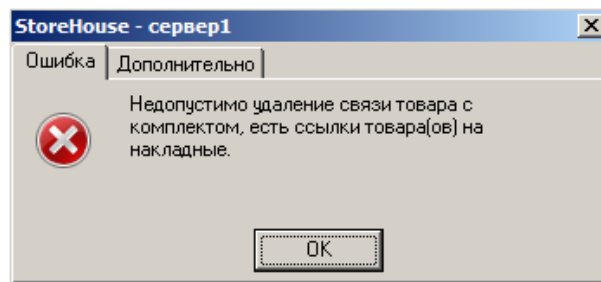 StoreHouse - сервер1
Ошибка Дополнительно
Недопустимо удаление связи товара с
комплектом, есть ссылки товара(ов) на
накладные.
OK